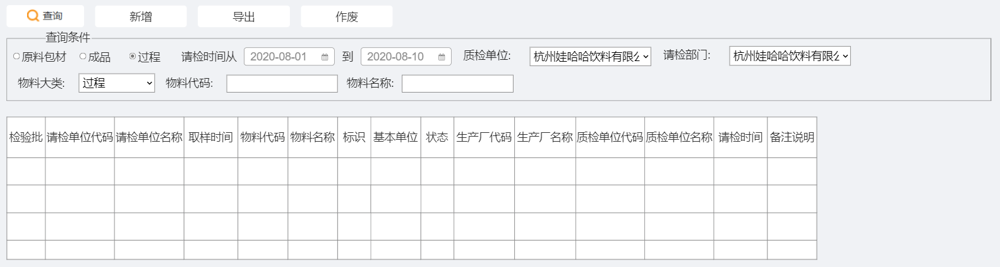 查询 新增 导出 作废
查询条件
原料包材 成品 过程 请检时间从 2020-08-01 到 2020-08-10 质检单位: 杭州娃哈哈饮料有限 请检部门: 杭州娃哈哈饮料有限
物料大类: 过程 物料代码: 物料名称:
检验批 请检单位代码 请检单位名称 取样时间 物料代码 物料名称 标识 基本单位 状态 生产厂代码 生产厂名称 质检单位代码 质检单位名称 请检时间 备注说明